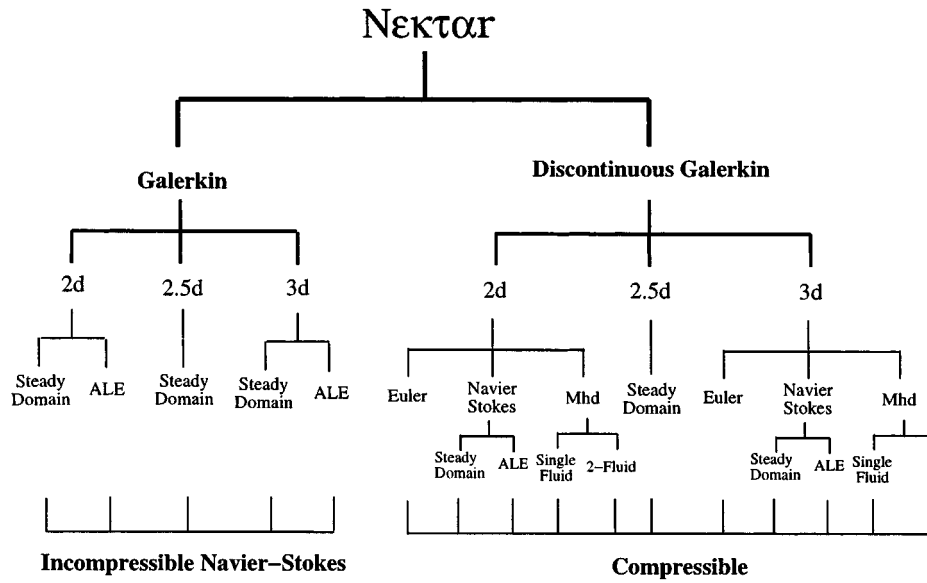 Νεκταr
Galerkin
Discontinuous Galerkin
2d
2.5d
3d
2d
2.5d
3d
Steady
Domain
ALE
Steady
Domain
Steady
Domain
ALE
Euler
Navier
Stokes
Mhd
Steady
Domain
Euler
Navier
Stokes
Mhd
Steady
Domain
ALE
Single
Fluid
2-Fluid
Steady
Domain
ALE
Single
Fluid
Incompressible Navier-Stokes
Compressible